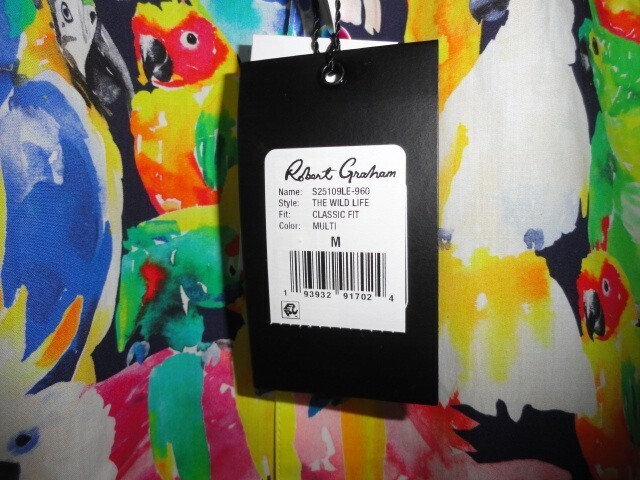 Robert Graham
Name: S25109LE-960
Style: THE WILD LIFE
Fit: CLASSIC FIT
Color: MULTI
M
1 93932 91702 4